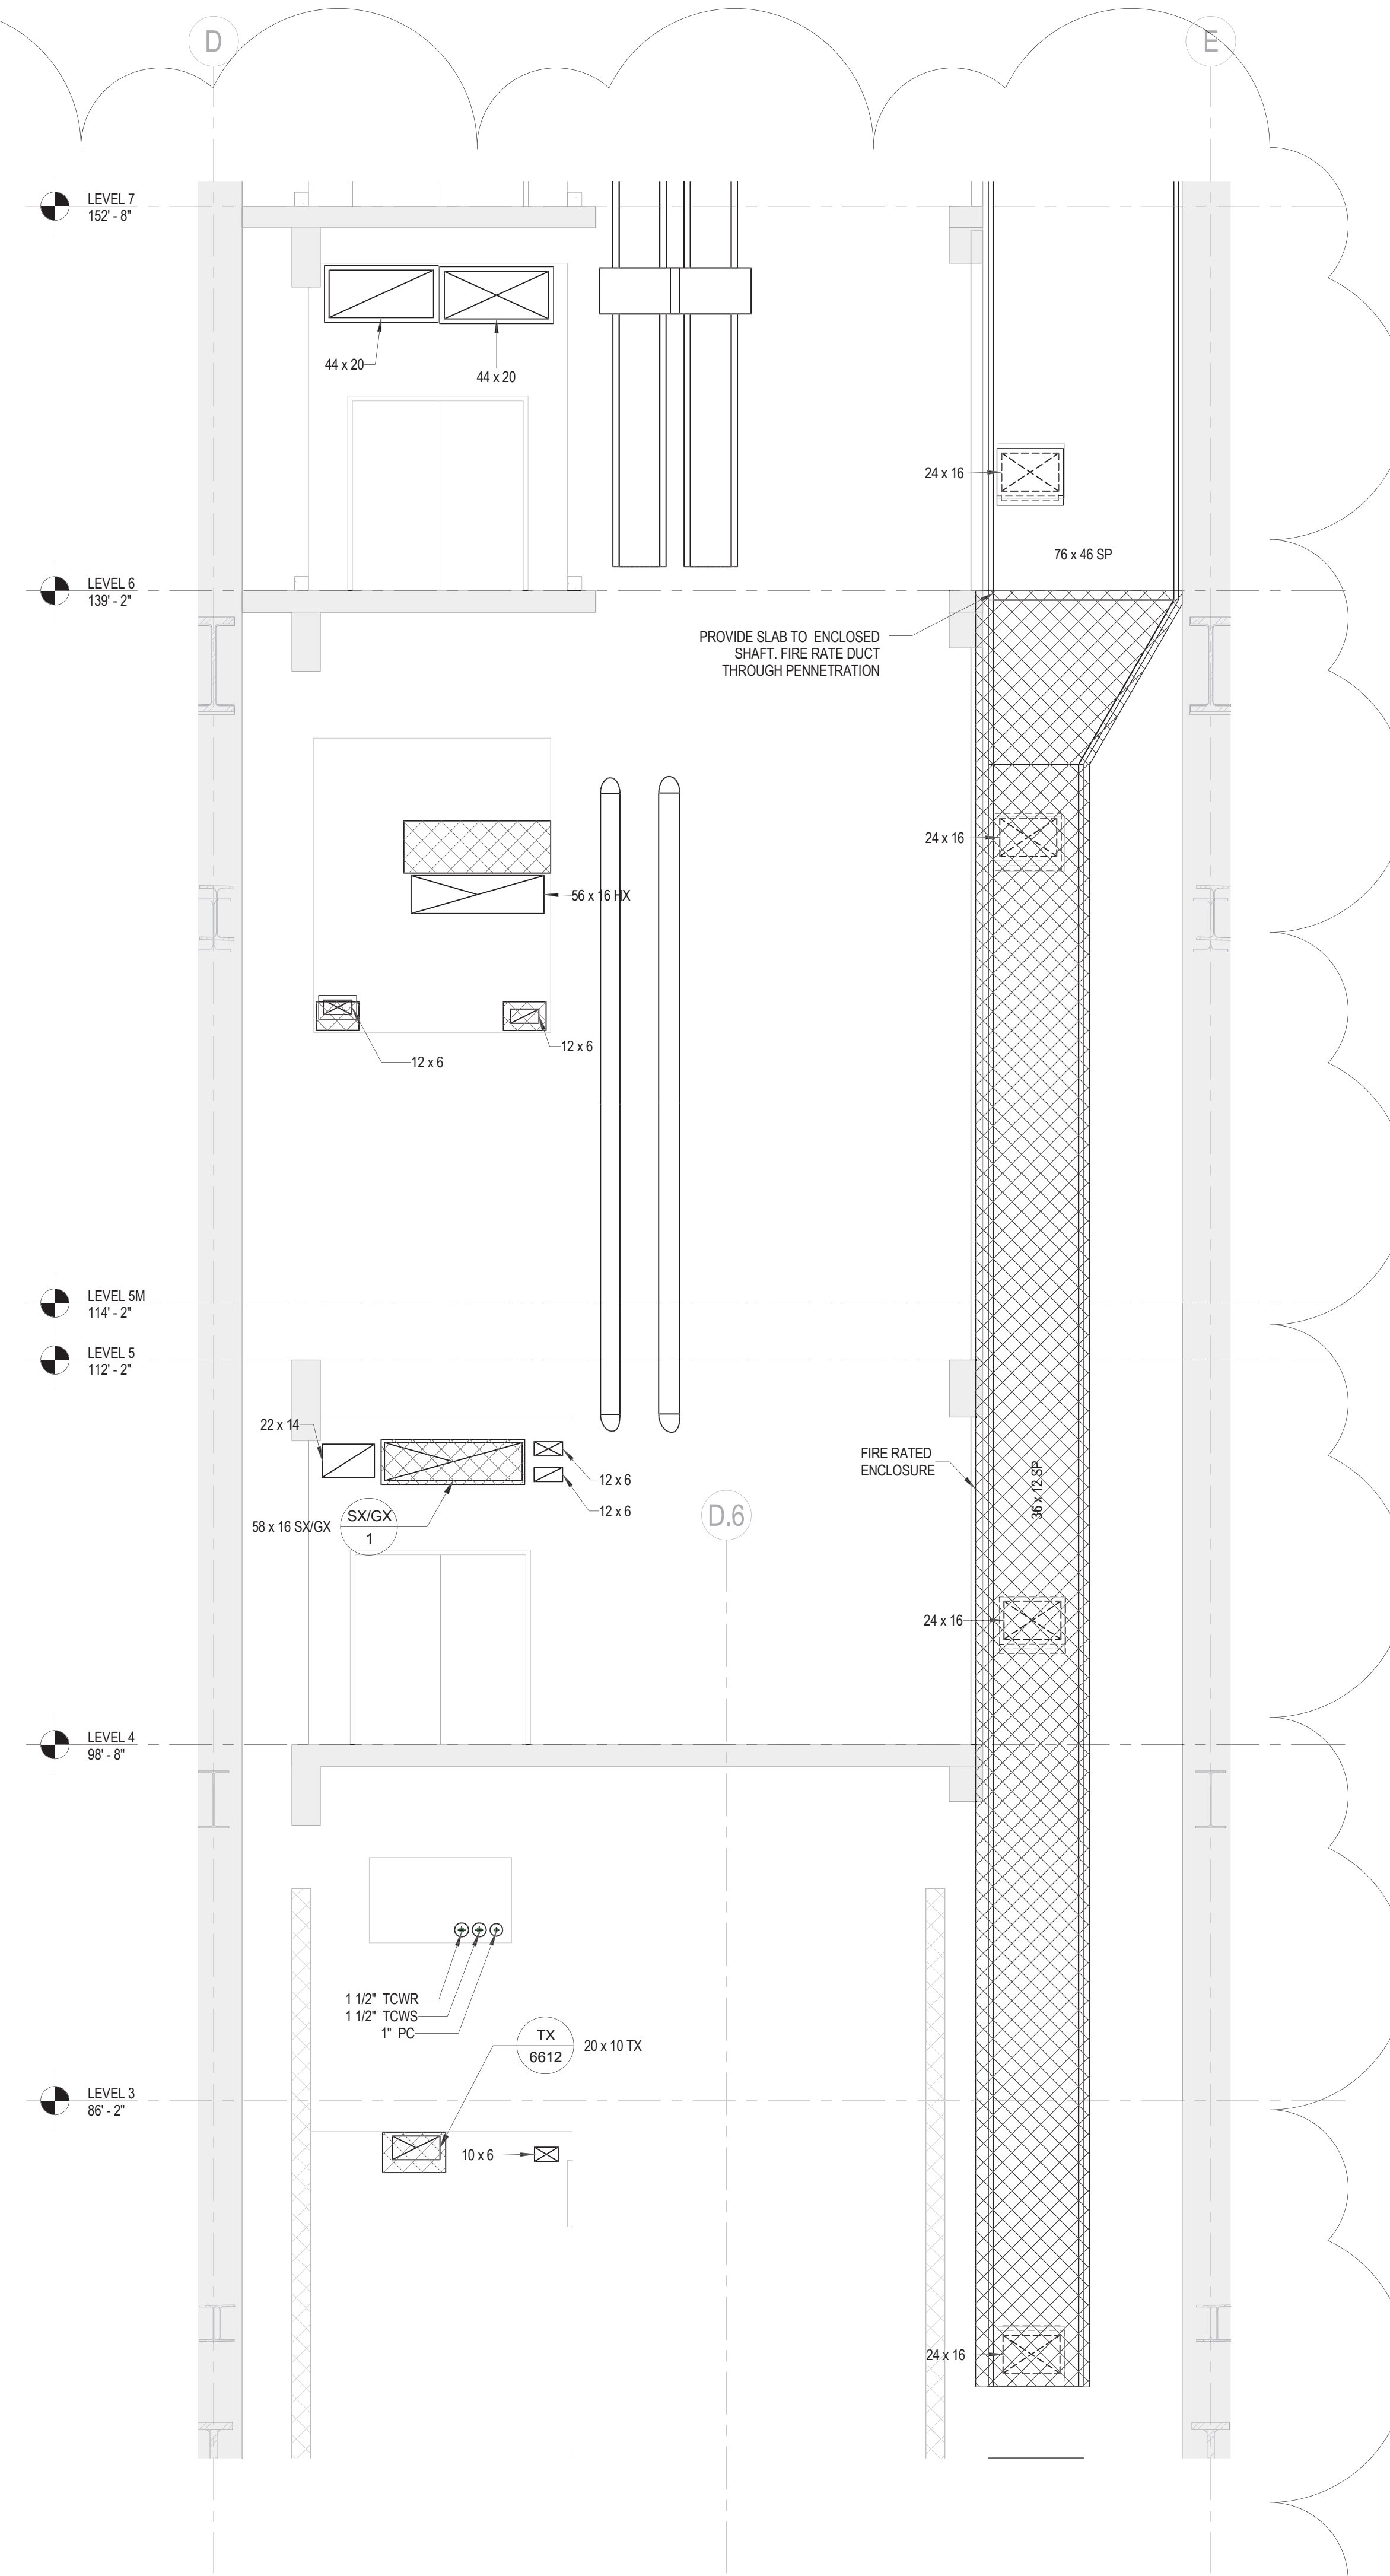 D
E
LEVEL 7
152' - 8"
44 x 20
44 x 20
24 x 16
76 x 46 SP
LEVEL 6
139' - 2"
PROVIDE SLAB TO ENCLOSED
SHAFT. FIRE RATE DUCT
THROUGH PENNETRATION
24 x 16
56 x 16 HX
12 x 6
12 x 6
LEVEL 5M
114' - 2"
LEVEL 5
112' - 2"
22 x 14
FIRE RATED
ENCLOSURE
36 x 12 SP
12 x 6
12 x 6
SX/GX
1
58 x 16 SX/GX
D.6
24 x 16
LEVEL 4
98' - 8"
1 1/2" TCWR
1 1/2" TCWS
1" PC
TX
6612
20 x 10 TX
LEVEL 3
86' - 2"
10 x 6
24 x 16